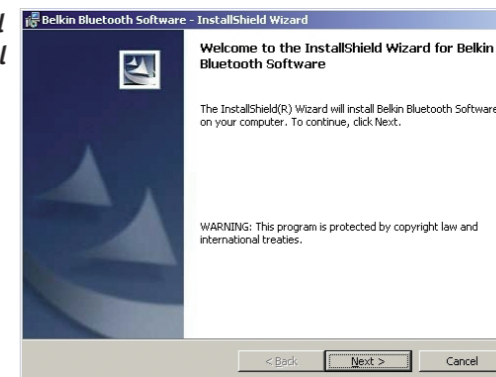 Belkin Bluetooth Software - InstallShield Wizard
Welcome to the InstallShield Wizard for Belkin
Bluetooth Software
The InstallShield(R) Wizard will install Belkin Bluetooth Software
on your computer. To continue, click Next.
WARNING: This program is protected by copyright law and
international treaties.
< Back
Next >
Cancel